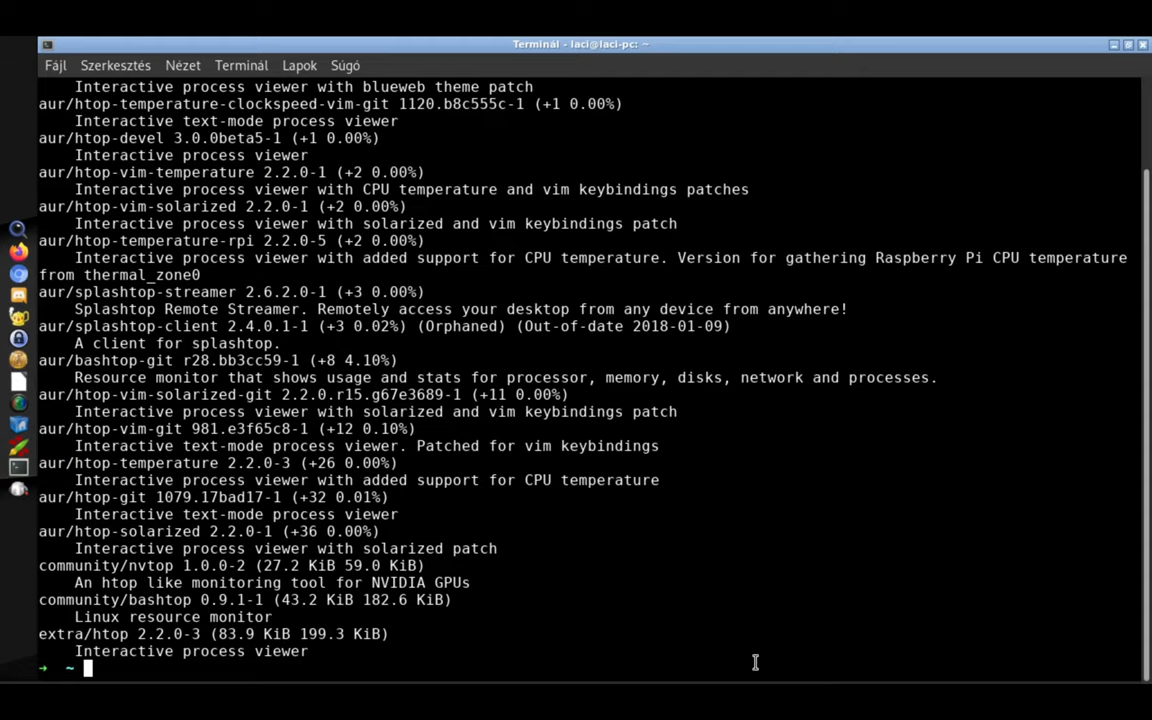 Terminál - laci@laci-pc: ~
Fájl Szerkesztés Nézet Terminál Lapok Súgó
Interactive process viewer with blueweb theme patch
aur/htop-temperature-clockspeed-vim-git 1120.b8c555c-1 (+1 0.00%)
Interactive text-mode process viewer
aur/htop-devel 3.0.0beta5-1 (+1 0.00%)
Interactive process viewer
aur/htop-vim-temperature 2.2.0-1 (+2 0.00%)
Interactive process viewer with CPU temperature and vim keybindings patches
aur/htop-vim-solarized 2.2.0-1 (+2 0.00%)
Interactive process viewer with solarized and vim keybindings patch
aur/htop-temperature-rpi 2.2.0-5 (+2 0.00%)
Interactive process viewer with added support for CPU temperature. Version for gathering Raspberry Pi CPU temperature
from thermal_zone0
aur/splashtop-streamer 2.6.2.0-1 (+3 0.00%)
Splashtop Remote Streamer. Remotely access your desktop from any device from anywhere!
aur/splashtop-client 2.4.0.1-1 (+3 0.02%) (Orphaned) (Out-of-date 2018-01-09)
A client for splashtop.
aur/bashtop-git r28.bb3cc59-1 (+8 4.10%)
Resource monitor that shows usage and stats for processor, memory, disks, network and processes.
aur/htop-vim-solarized-git 2.2.0.r15.g67e3689-1 (+11 0.00%)
Interactive process viewer with solarized and vim keybindings patch
aur/htop-vim-git 981.e3f65c8-1 (+12 0.10%)
Interactive text-mode process viewer. Patched for vim keybindings
aur/htop-temperature 2.2.0-3 (+26 0.00%)
Interactive process viewer with added support for CPU temperature
aur/htop-git 1079.17bad17-1 (+32 0.01%)
Interactive text-mode process viewer
aur/htop-solarized 2.2.0-1 (+36 0.00%)
Interactive process viewer with solarized patch
community/nvtop 1.0.0-2 (27.2 KiB 59.0 KiB)
An htop like monitoring tool for NVIDIA GPUs
community/bashtop 0.9.1-1 (43.2 KiB 182.6 KiB)
Linux resource monitor
extra/htop 2.2.0-3 (83.9 KiB 199.3 KiB)
Interactive process viewer
➜ ~